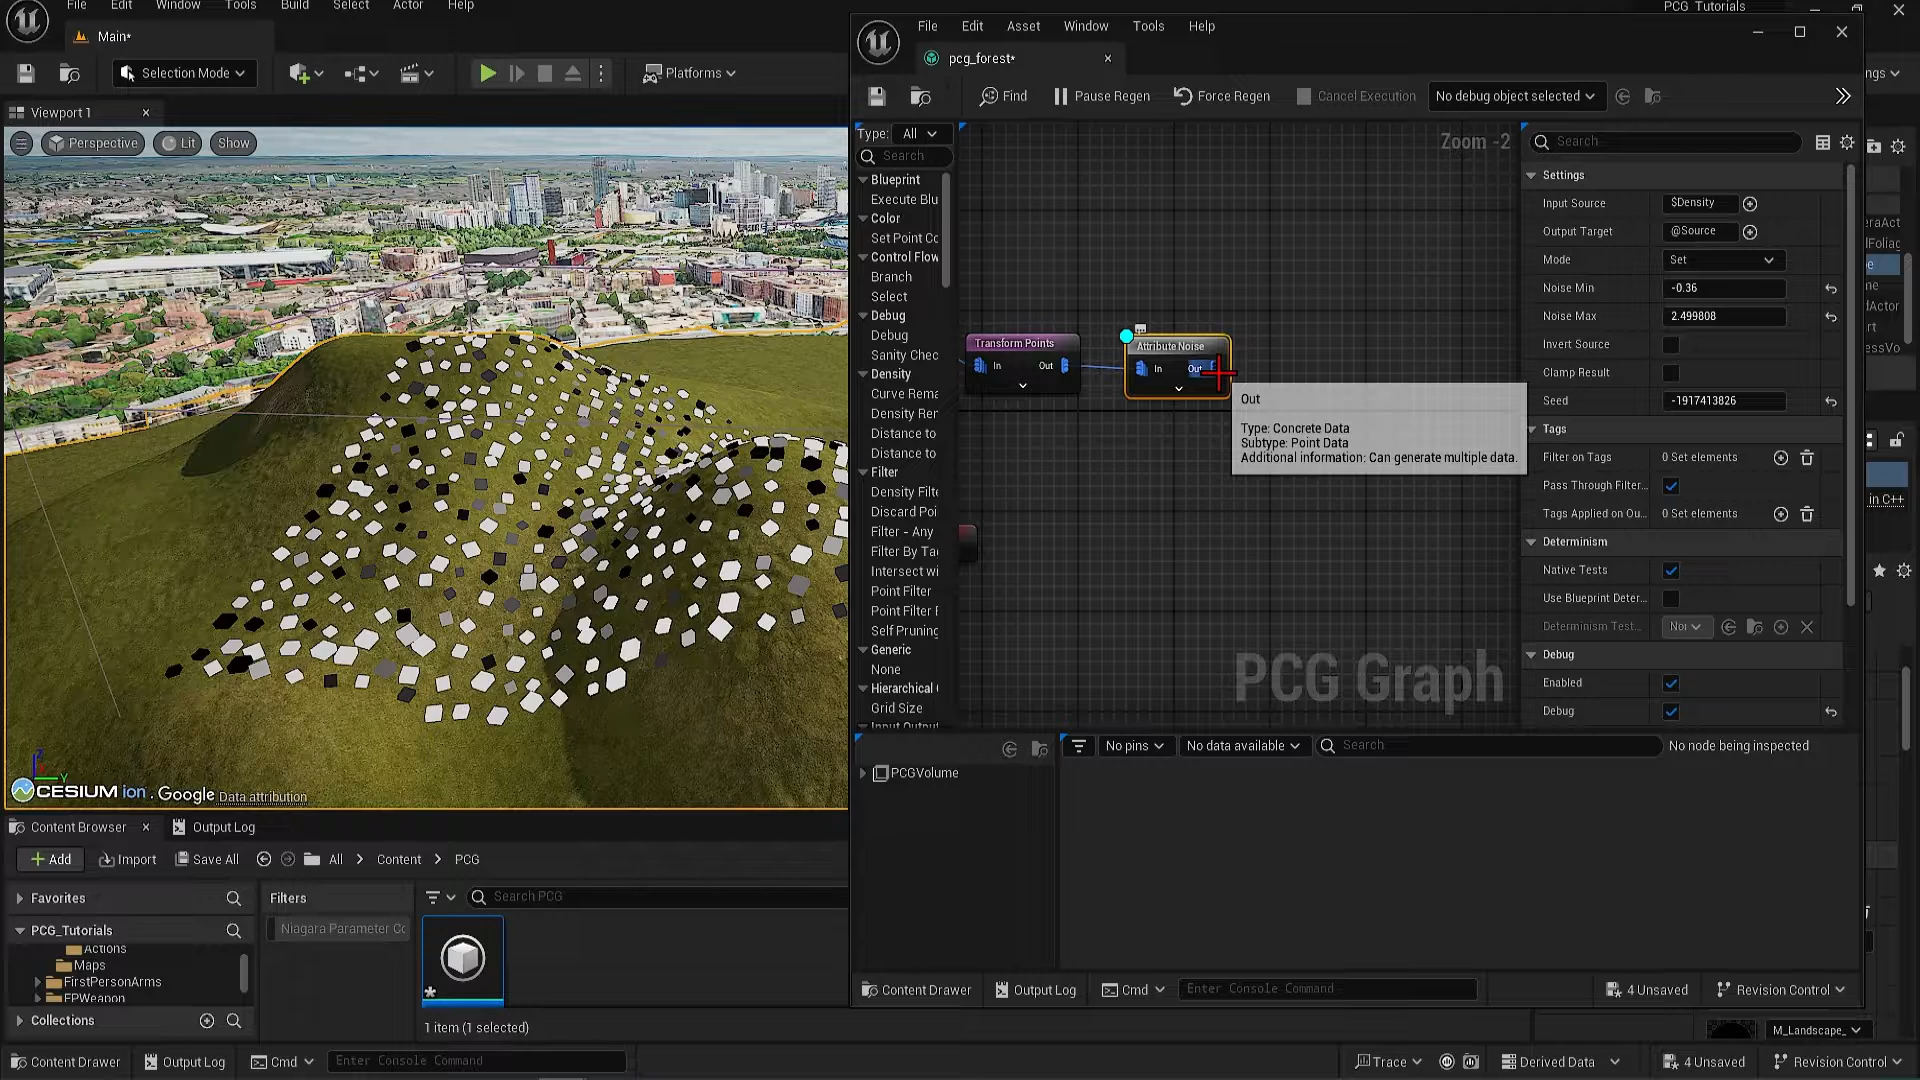 File Edit Window Tools Build Select Actor Help
PCG_Tutorials
Main*
Selection Mode
Platforms
Viewport 1
Perspective Lit Show
CESIUM ion . Google Data attribution
Content Browser
Output Log
Add Import Save All All Content PCG
Favorites
Filters
Search PCG
PCG_Tutorials
Niagara Parameter Co
Actions
Maps
FirstPersonArms
FPWeapon
Collections
1 item (1 selected)
Content Drawer Output Log Cmd Enter Console Command
File Edit Asset Window Tools Help
pcg_forest*
Find Pause Regen Force Regen Cancel Execution No debug object selected
Type: All
Search
Blueprint
Execute Blu
Color
Set Point Co
Control Flow
Branch
Select
Debug
Debug
Sanity Chec
Density
Curve Rema
Density Ren
Distance to
Distance to
Filter
Density Filte
Discard Poi
Filter - Any
Filter By Ta
Intersect wi
Point Filter
Point Filter F
Self Pruning
Generic
None
Hierarchical
Grid Size
Input Output
Zoom -2
Transform Points
In Out
Attribute Noise
In Out
Out
Type: Concrete Data
Subtype: Point Data
Additional information: Can generate multiple data.
PCG Graph
Search
Settings
Input Source $Density
Output Target @Source
Mode Set
Noise Min -0.36
Noise Max 2.499808
Invert Source
Clamp Result
Seed -1917413826
Tags
Filter on Tags 0 Set elements
Pass Through Filter...
Tags Applied on Ou... 0 Set elements
Determinism
Native Tests
Use Blueprint Deter...
Determinism Test...
Debug
Enabled
Debug
PCGVolume
No pins No data available Search No node being inspected
Content Drawer Output Log Cmd Enter Console Command 4 Unsaved Revision Control
ngs
eraAct
lFoliag
dActor
essVo
in C++
M_Landscape_
Trace Derived Data 4 Unsaved Revision Control